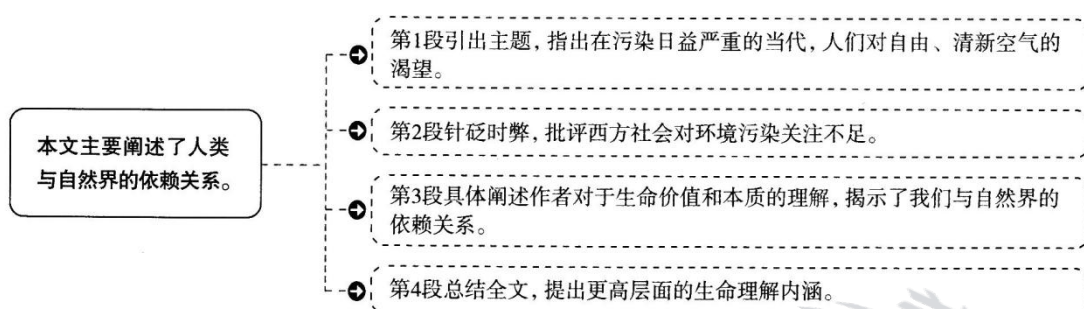 本文主要阐述了人类
与自然界的依赖关系。
第1段引出主题，指出在污染日益严重的当代，人们对自由、清新空气的
渴望。
第2段针砭时弊，批评西方社会对环境污染关注不足。
第3段具体阐述作者对于生命价值和本质的理解，揭示了我们与自然界的
依赖关系。
第4段总结全文，提出更高层面的生命理解内涵。